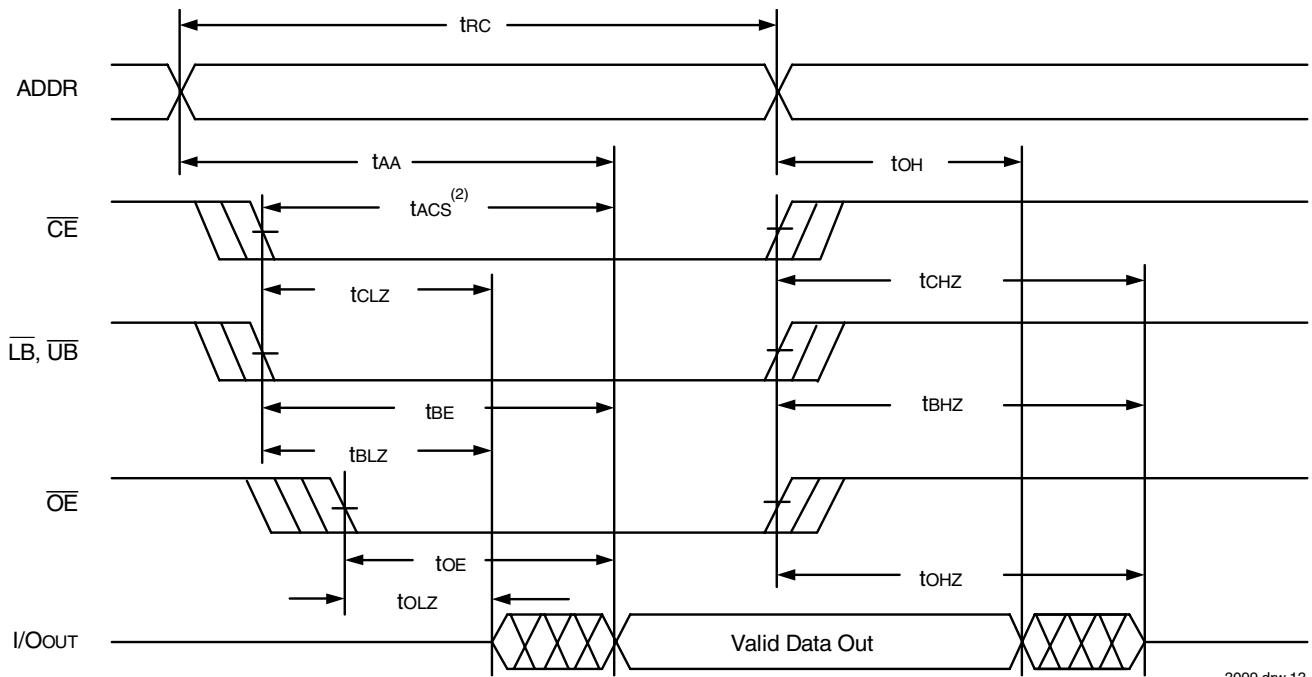 tRC
ADDR
tAA
tOH
tACS(2)
CE
tCLZ
tCHZ
LB, UB
tBE
tBHZ
tBLZ
OE
tOE
tOHZ
tOLZ
I/OOUT
Valid Data Out